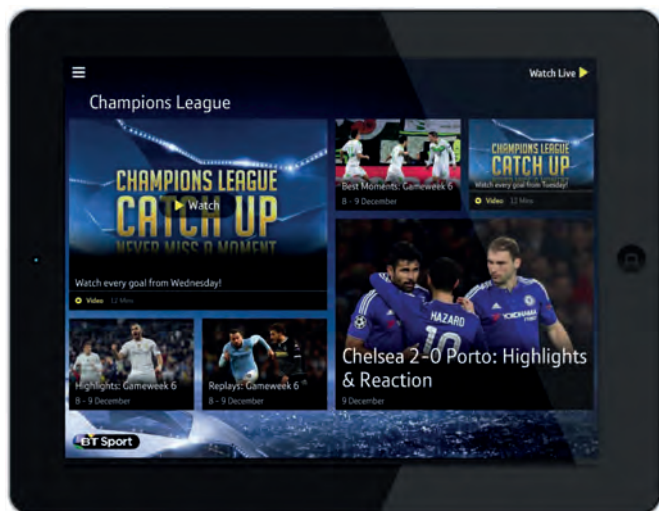 Watch Live
Champions League
CHAMPIONS LEAGUE
CATCH UP
NEVER MISS A MOMENT
Watch
Watch every goal from Wednesday!
Video 12 Mins
Best Moments: Gameweek 6
8 - 9 December
CHAMPIONS LEAGUE
CATCH UP
Watch every goal from Tuesday!
Video 12 Mins
HAZARD
10
YOKOHAMA
TYRES
Chelsea 2-0 Porto: Highlights
& Reaction
9 December
Highlights: Gameweek 6
8 - 9 December
Replays: Gameweek 6
8 - 9 December
BT Sport